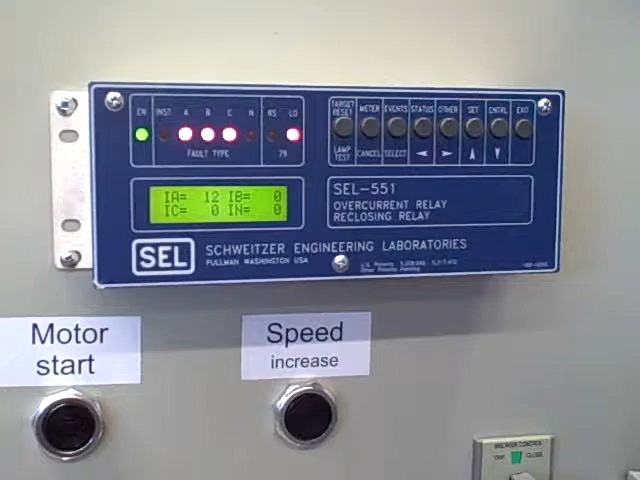 EN INST A B C N RS LO
FAULT TYPE 79
TARGET RESET METER EVENTS STATUS OTHER SET CNTRL EXIT
LAMP TEST CANCEL SELECT
IA= 12 IB= 0
IC= 0 IN= 0
SEL-551
OVERCURRENT RELAY
RECLOSING RELAY
SEL
SCHWEITZER ENGINEERING LABORATORIES
PULLMAN WASHINGTON USA
Motor
start
Speed
increase
BREAKER CONTROL
TRIP CLOSE